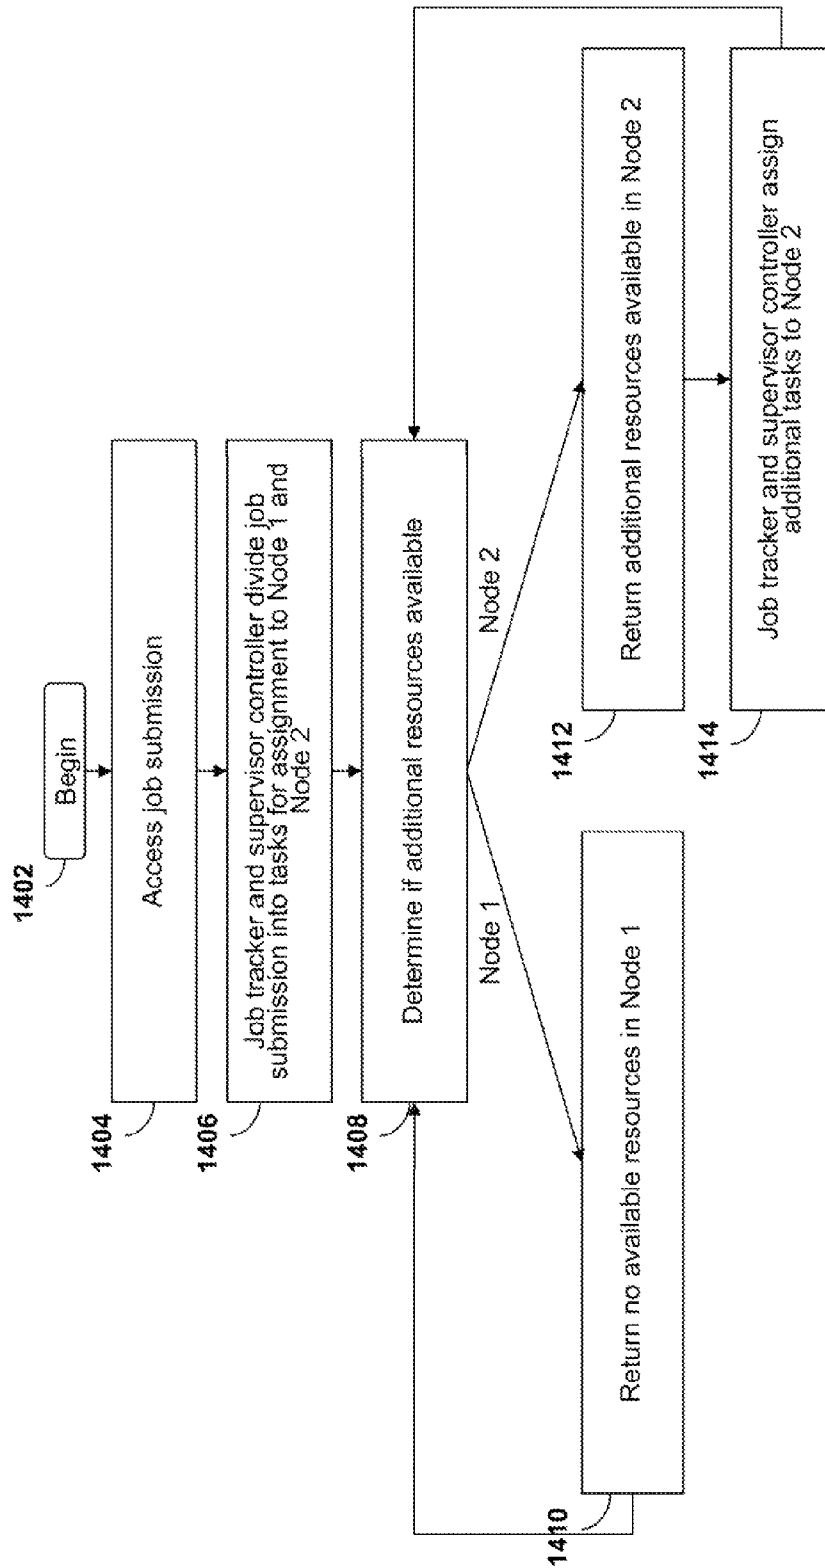 1402
Begin
1404
Access job submission
1406
Job tracker and supervisor controller divide job
submission into tasks for assignment to Node 1 and
Node 2
1408
Determine if additional resources available
Node 1
Node 2
1410
Return no available resources in Node 1
1412
Return additional resources available in Node 2
1414
Job tracker and supervisor controller assign
additional tasks to Node 2